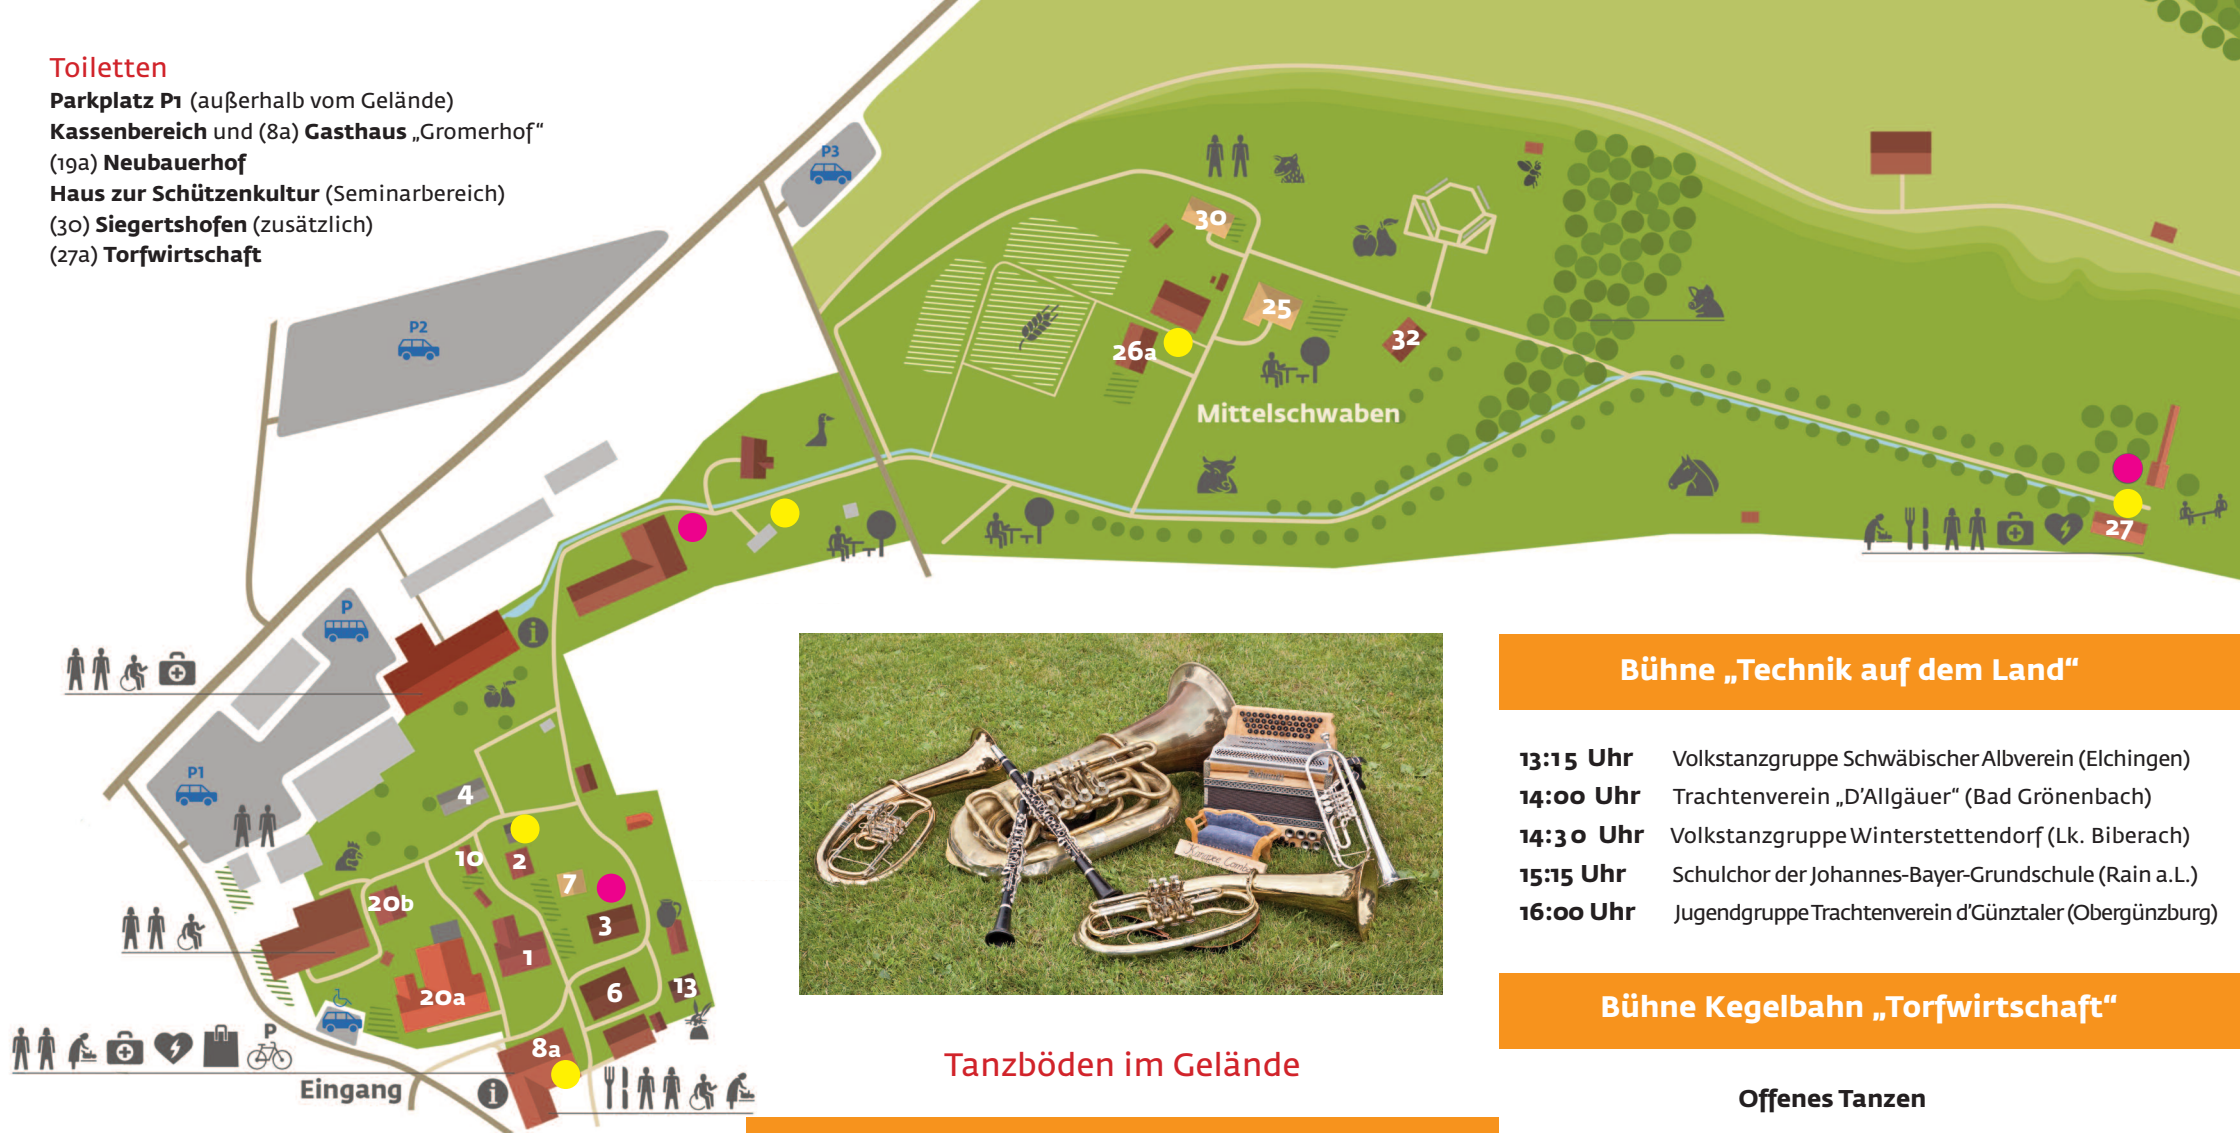 Toiletten
Parkplatz P1 (außerhalb vom Gelände)
Kassenbereich und (8a) Gasthaus „Gromerhof“
(19a) Neubauerhof
Haus zur Schützenkultur (Seminarbereich)
(30) Siegertshofen (zusätzlich)
(27a) Torfwirtschaft
P3
P2
30
25
26a
32
Mittelschwaben
27
P
P1
4
10
2
7
20b
3
1
20a
6
13
8a
P
Eingang
Tanzböden im Gelände
Bühne „Technik auf dem Land“
13:15 Uhr Volkstanzgruppe Schwäbischer Albverein (Elchingen)
14:00 Uhr Trachtenverein „D’Allgäuer“ (Bad Grönenbach)
14:30 Uhr Volkstanzgruppe Winterstettendorf (Lk. Biberach)
15:15 Uhr Schulchor der Johannes-Bayer-Grundschule (Rain a.L.)
16:00 Uhr Jugendgruppe Trachtenverein d’Günztaler (Obergünzburg)
Bühne Kegelbahn „Torfwirtschaft“
Offenes Tanzen